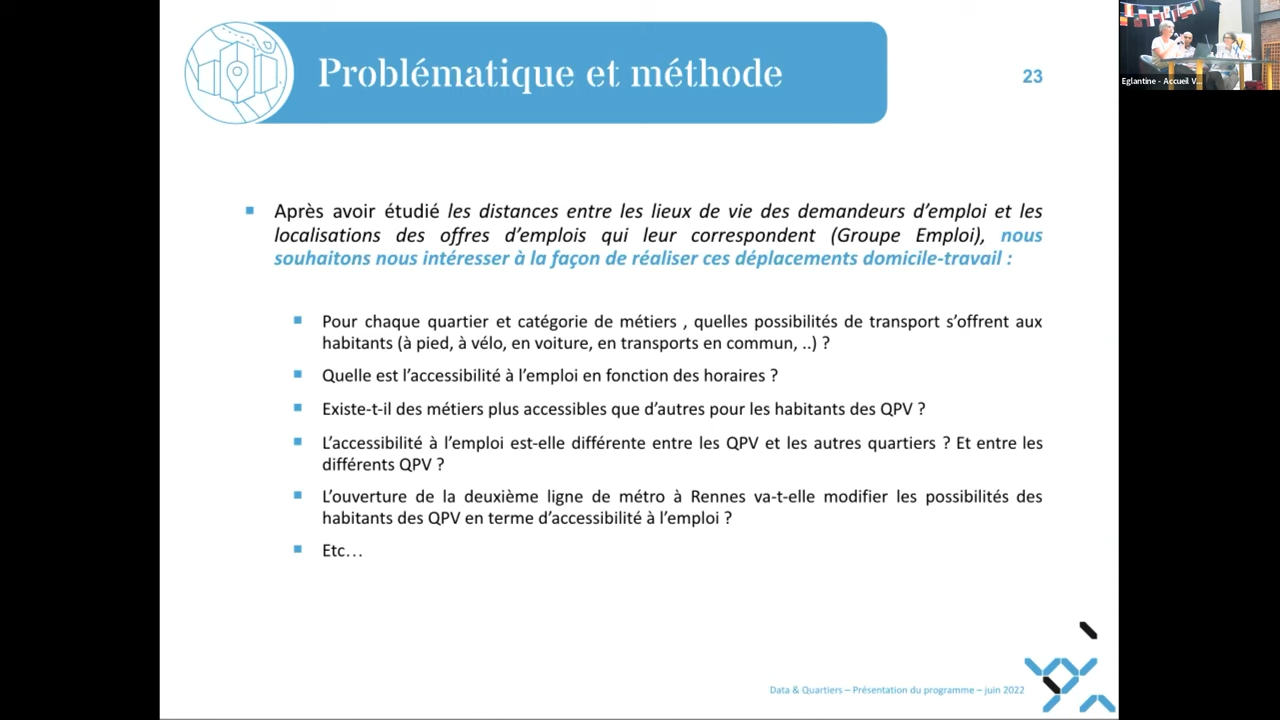 Problématique et méthode
23
Eglantine - Accueil V...
Après avoir étudié les distances entre les lieux de vie des demandeurs d’emploi et les
localisations des offres d’emplois qui leur correspondent (Groupe Emploi), nous
souhaitons nous intéresser à la façon de réaliser ces déplacements domicile-travail :
Pour chaque quartier et catégorie de métiers , quelles possibilités de transport s’offrent aux
habitants (à pied, à vélo, en voiture, en transports en commun, ..) ?
Quelle est l’accessibilité à l’emploi en fonction des horaires ?
Existe-t-il des métiers plus accessibles que d’autres pour les habitants des QPV ?
L’accessibilité à l’emploi est-elle différente entre les QPV et les autres quartiers ? Et entre les
différents QPV ?
L’ouverture de la deuxième ligne de métro à Rennes va-t-elle modifier les possibilités des
habitants des QPV en terme d’accessibilité à l’emploi ?
Etc…
Data & Quartiers – Présentation du programme – juin 2022